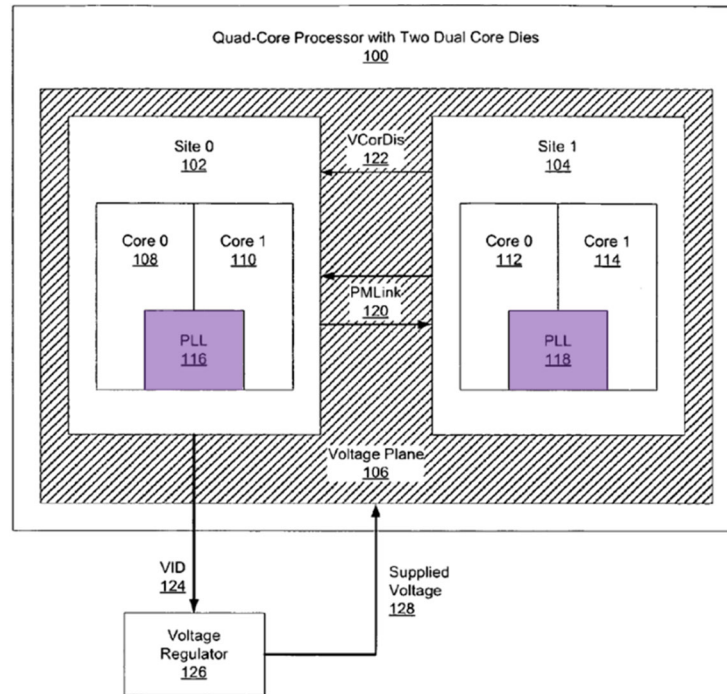 Quad-Core Processor with Two Dual Core Dies
100
Site 0
102
VCorDis
122
Site 1
104
Core 0
108
Core 1
110
Core 0
112
Core 1
114
PMLink
120
PLL
116
PLL
118
Voltage Plane
106
VID
124
Supplied
Voltage
128
Voltage
Regulator
126